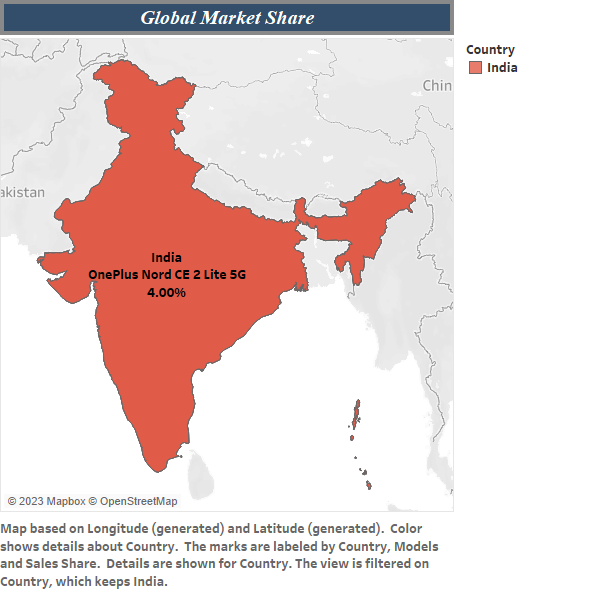 Global Market Share
Country
India
Chin
akistan
India
OnePlus Nord CE 2 Lite 5G
4.00%
© 2023 Mapbox © OpenStreetMap
Map based on Longitude (generated) and Latitude (generated).  Color
shows details about Country.  The marks are labeled by Country, Models
and Sales Share.  Details are shown for Country. The view is filtered on
Country, which keeps India.